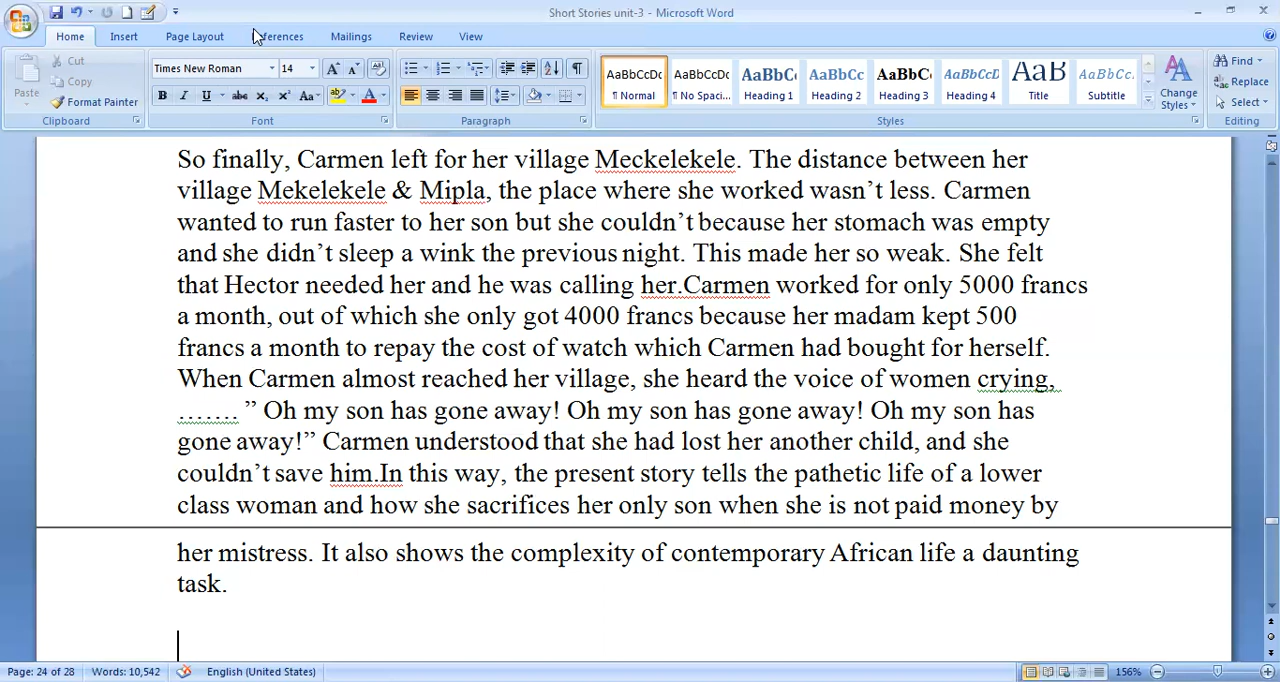 Short Stories unit-3 - Microsoft Word
Home Insert Page Layout References Mailings Review View
Paste
Cut
Copy
Format Painter
Clipboard
Times New Roman 14
Font
Paragraph
AaBbCcDc AaBbCcDc AaBbC( AaBbCc AaBbC( AaBbCcD AaB AaBbCc.
¶ Normal ¶ No Spaci... Heading 1 Heading 2 Heading 3 Heading 4 Title Subtitle
Change Styles
Styles
Find
Replace
Select
Editing
So finally, Carmen left for her village Meckelekele. The distance between her
village Mekelekele & Mipla, the place where she worked wasn’t less. Carmen
wanted to run faster to her son but she couldn’t because her stomach was empty
and she didn’t sleep a wink the previous night. This made her so weak. She felt
that Hector needed her and he was calling her.Carmen worked for only 5000 francs
a month, out of which she only got 4000 francs because her madam kept 500
francs a month to repay the cost of watch which Carmen had bought for herself.
When Carmen almost reached her village, she heard the voice of women crying,
……. ” Oh my son has gone away! Oh my son has gone away! Oh my son has
gone away!” Carmen understood that she had lost her another child, and she
couldn’t save him.In this way, the present story tells the pathetic life of a lower
class woman and how she sacrifices her only son when she is not paid money by
her mistress. It also shows the complexity of contemporary African life a daunting
task.
Page: 24 of 28 Words: 10,542 English (United States) 156%